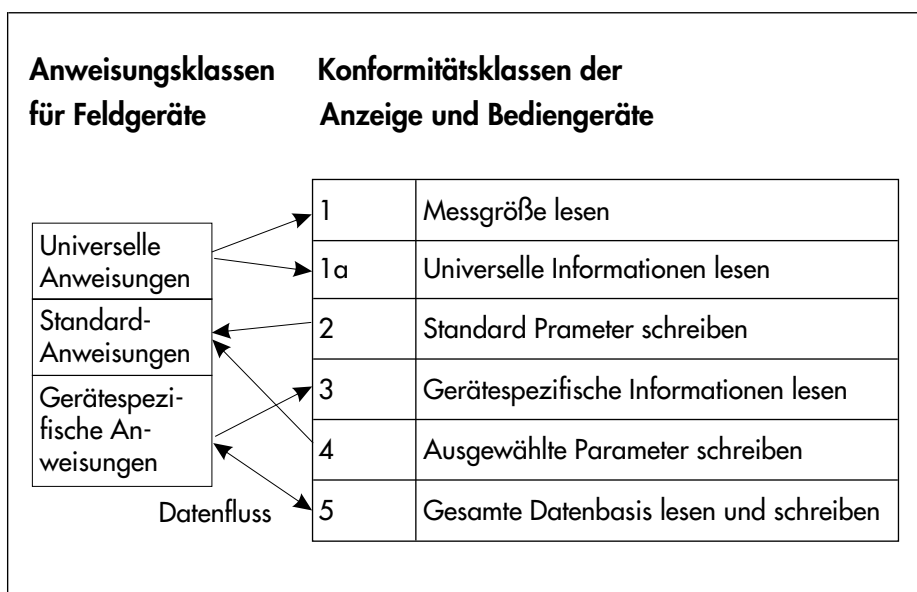 Anweisungsklassen
für Feldgeräte
Konformitätsklassen der
Anzeige und Bediengeräte
Universelle
Anweisungen
Standard-
Anweisungen
Gerätespezi-
fische An-
weisungen
Datenfluss
1 Messgröße lesen
1a Universelle Informationen lesen
2 Standard Prameter schreiben
3 Gerätespezifische Informationen lesen
4 Ausgewählte Parameter schreiben
5 Gesamte Datenbasis lesen und schreiben